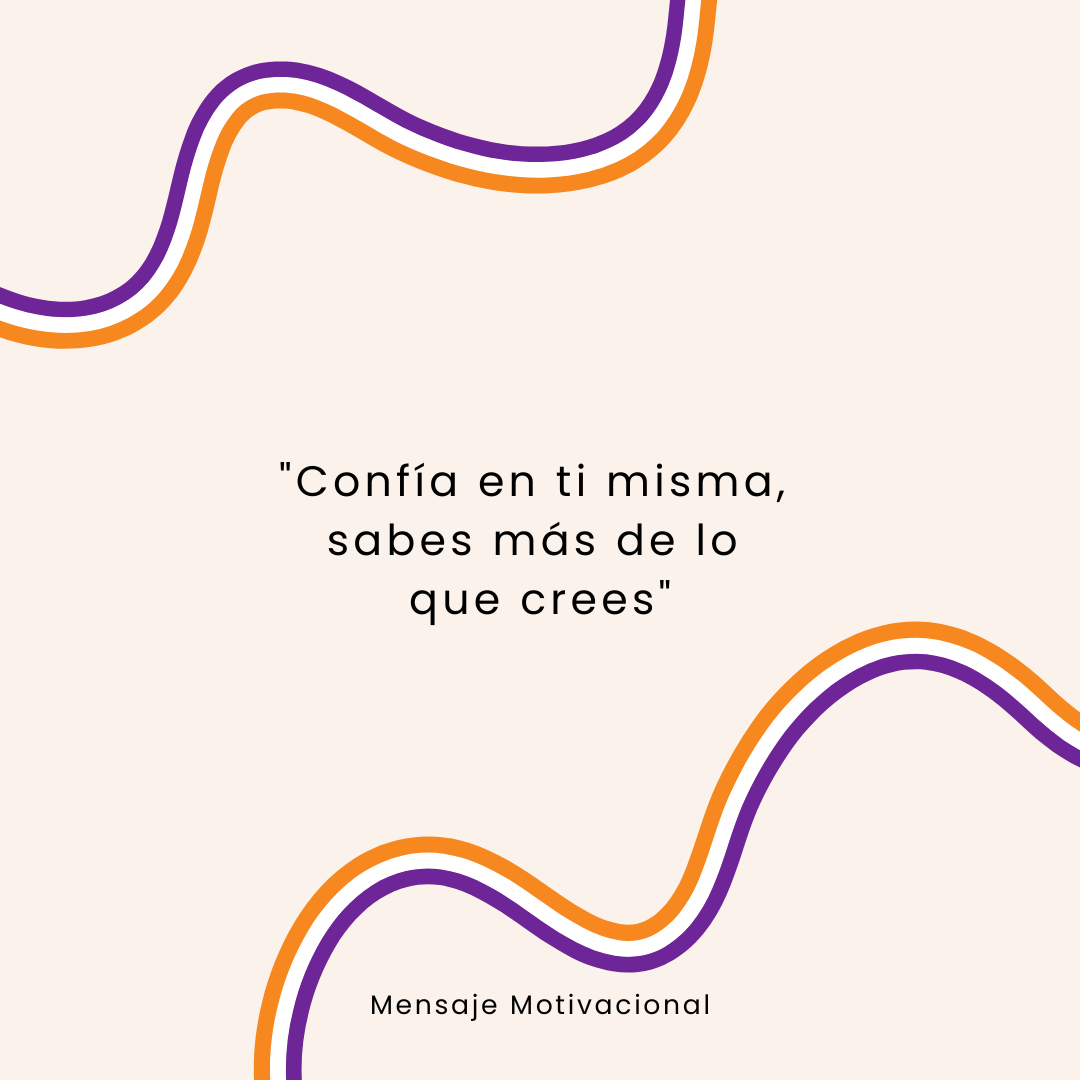 "Confía en ti misma,
sabes más de lo
que crees"
Mensaje Motivacional